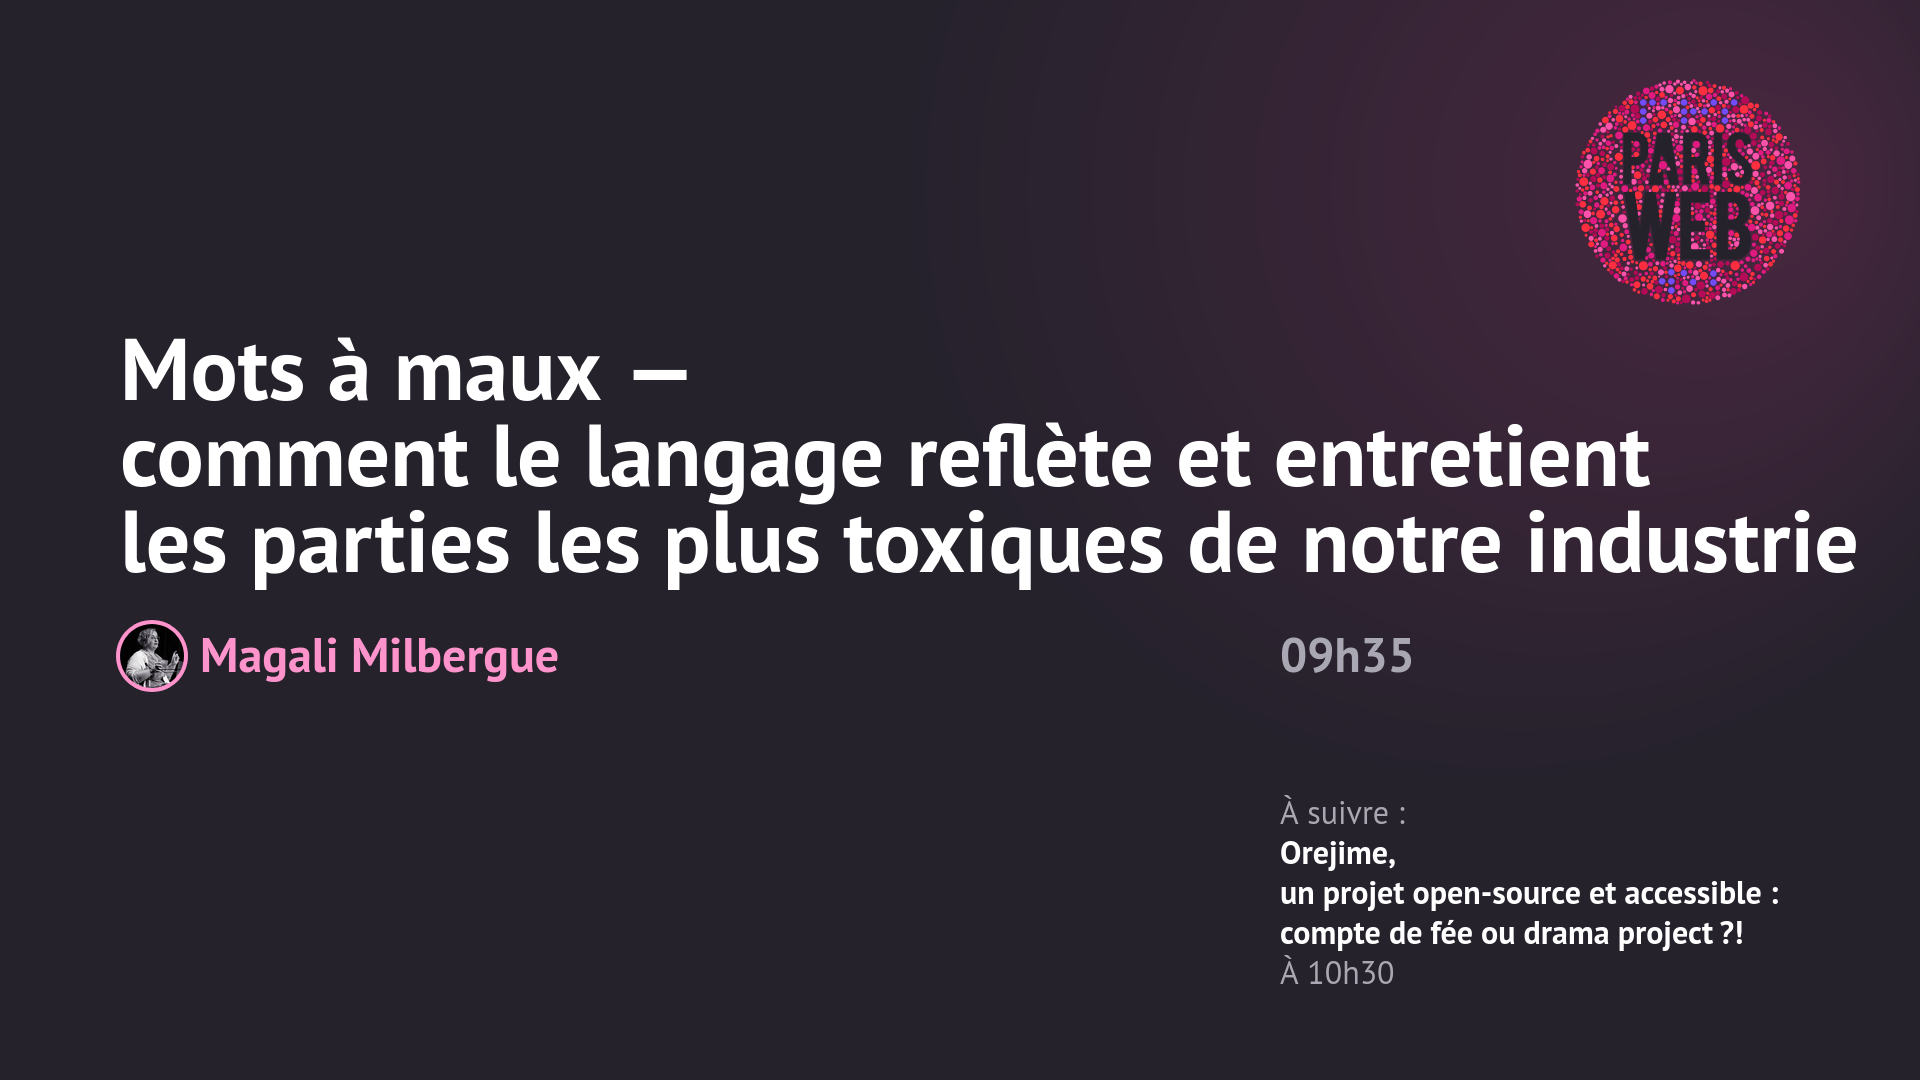 PARIS
WEB
Mots à maux —
comment le langage reflète et entretient
les parties les plus toxiques de notre industrie
Magali Milbergue
09h35
À suivre :
Orejime,
un projet open-source et accessible :
compte de fée ou drama project ?!
À 10h30